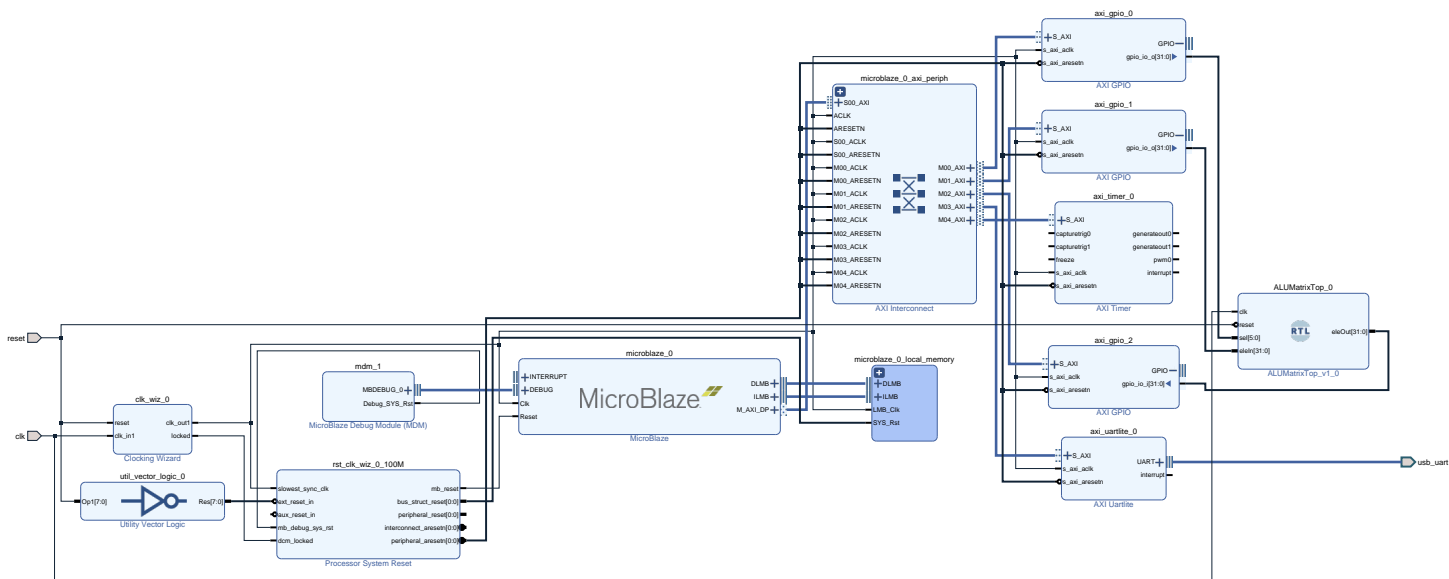 axi_gpio_0
S_AXI
s_axi_aclk
s_axi_aresetn
GPIO
gpio_io_o[31:0]
AXI GPIO
microblaze_0_axi_periph
S00_AXI
ACLK
ARESETN
S00_ACLK
S00_ARESETN
M00_ACLK
M00_ARESETN
M01_ACLK
M01_ARESETN
M02_ACLK
M02_ARESETN
M03_ACLK
M03_ARESETN
M04_ACLK
M04_ARESETN
M00_AXI
M01_AXI
M02_AXI
M03_AXI
M04_AXI
AXI Interconnect
axi_gpio_1
S_AXI
s_axi_aclk
s_axi_aresetn
GPIO
gpio_io_o[31:0]
AXI GPIO
axi_timer_0
S_AXI
capturetrig0
capturetrig1
freeze
s_axi_aclk
s_axi_aresetn
generateout0
generateout1
pwm0
interrupt
AXI Timer
ALUMatrixTop_0
clk
reset
sel[5:0]
eleIn[31:0]
RTL
eleOut[31:0]
ALUMatrixTop_v1_0
reset
axi_gpio_2
S_AXI
s_axi_aclk
s_axi_aresetn
GPIO
gpio_io_i[31:0]
AXI GPIO
mdm_1
MBDEBUG_0
Debug_SYS_Rst
MicroBlaze Debug Module (MDM)
microblaze_0
INTERRUPT
DEBUG
Clk
Reset
MicroBlaze
DLMB
ILMB
M_AXI_DP
MicroBlaze
microblaze_0_local_memory
DLMB
ILMB
LMB_Clk
SYS_Rst
clk
clk_wiz_0
reset
clk_in1
clk_out1
locked
Clocking Wizard
axi_uartlite_0
S_AXI
s_axi_aclk
s_axi_aresetn
UART
interrupt
AXI Uartlite
usb_uart
util_vector_logic_0
Op1[7:0]
Res[7:0]
Utility Vector Logic
rst_clk_wiz_0_100M
slowest_sync_clk
ext_reset_in
aux_reset_in
mb_debug_sys_rst
dcm_locked
mb_reset
bus_struct_reset[0:0]
peripheral_reset[0:0]
interconnect_aresetn[0:0]
peripheral_aresetn[0:0]
Processor System Reset